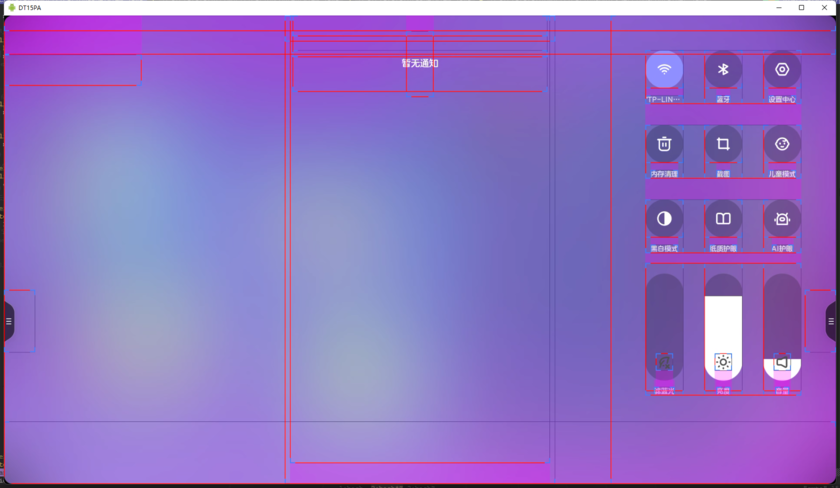 DT15PA
暂无通知
TP-LIN…
蓝牙
设置中心
内存清理
截图
儿童模式
黑白模式
纸质护眼
AI护眼
滤蓝光
亮度
音量